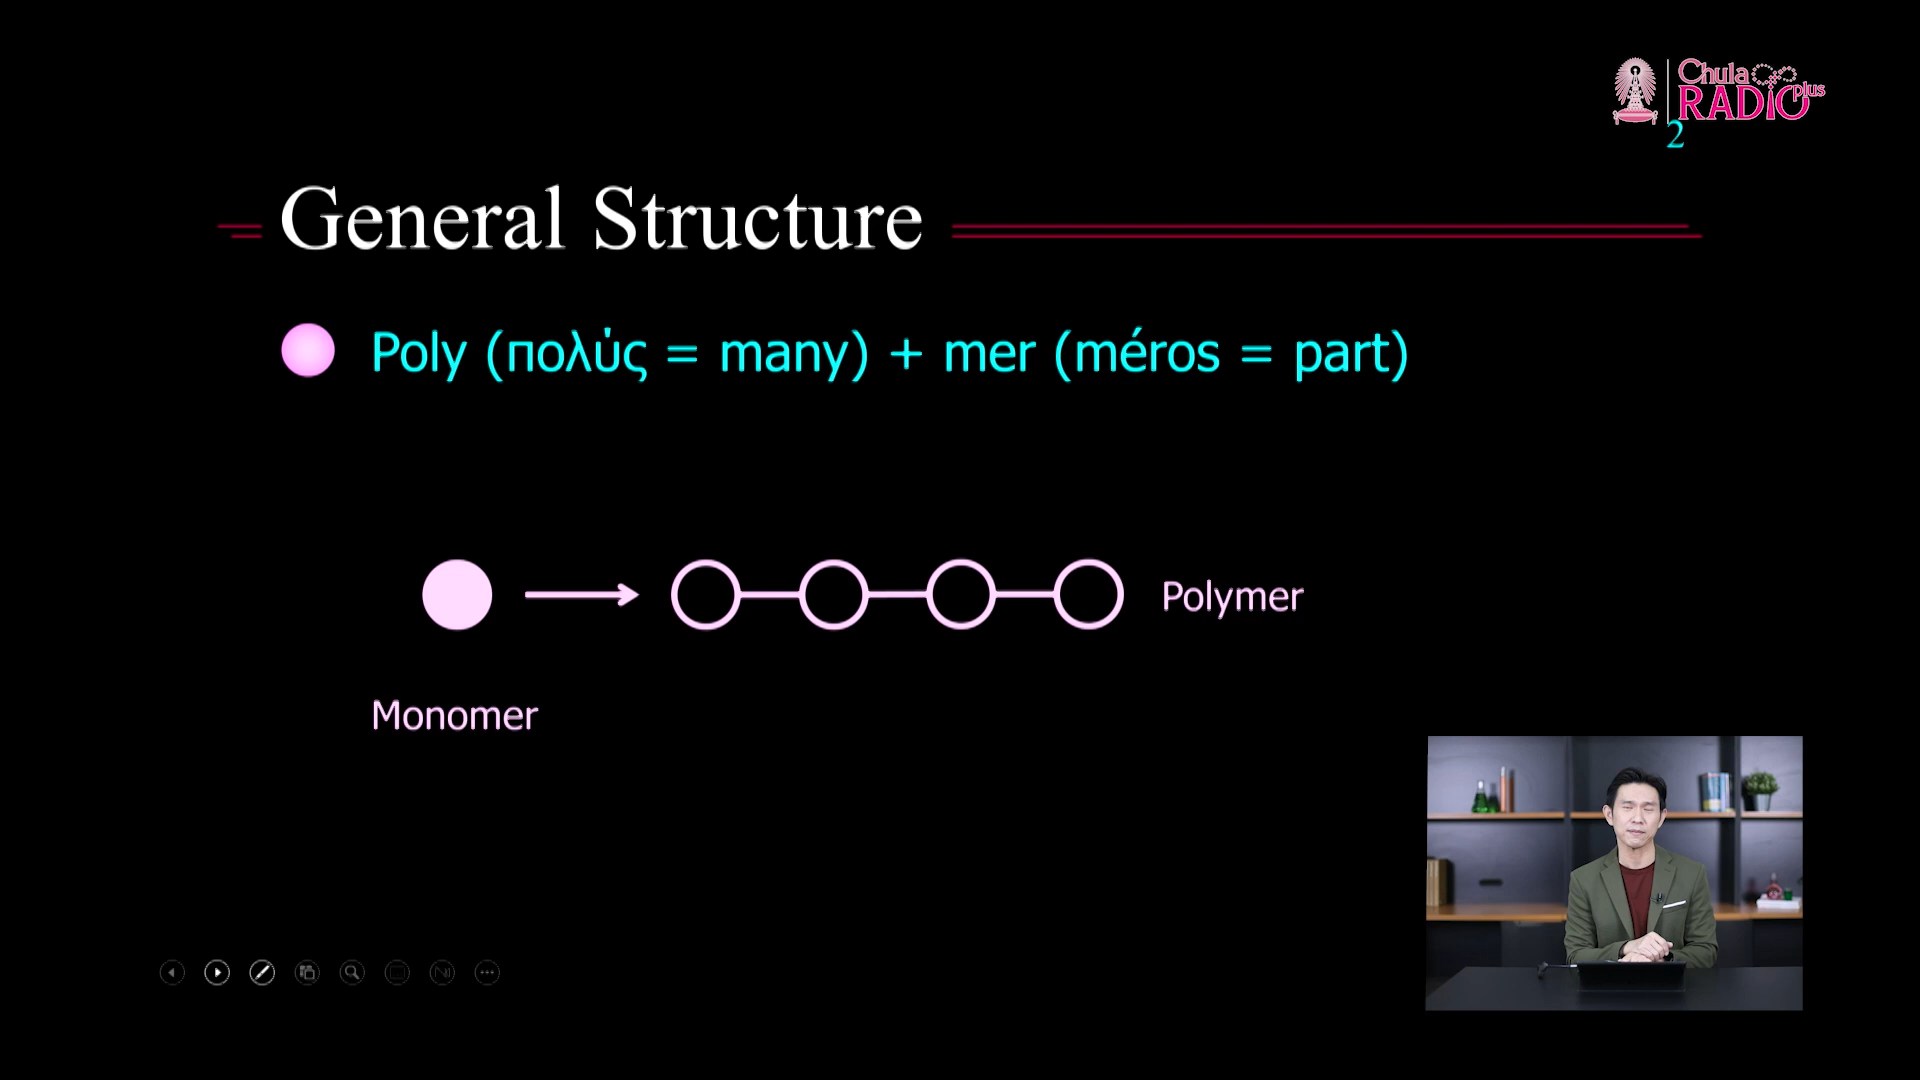 Chula
RADIO plus
2
General Structure
Poly (πολύς = many) + mer (méros = part)
Polymer
Monomer